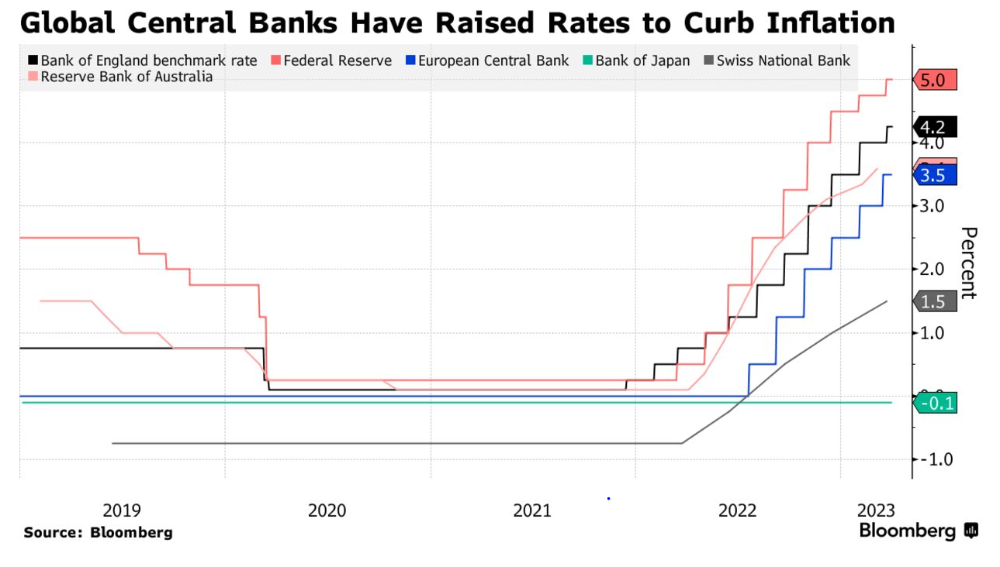 Global Central Banks Have Raised Rates to Curb Inflation
Bank of England benchmark rate Federal Reserve European Central Bank Bank of Japan Swiss National Bank
Reserve Bank of Australia
5.0
4.2
4.0
3.5
3.0
2.0
1.5
1.0
-0.1
-1.0
Percent
2019 2020 2021 2022 2023
Source: Bloomberg
Bloomberg